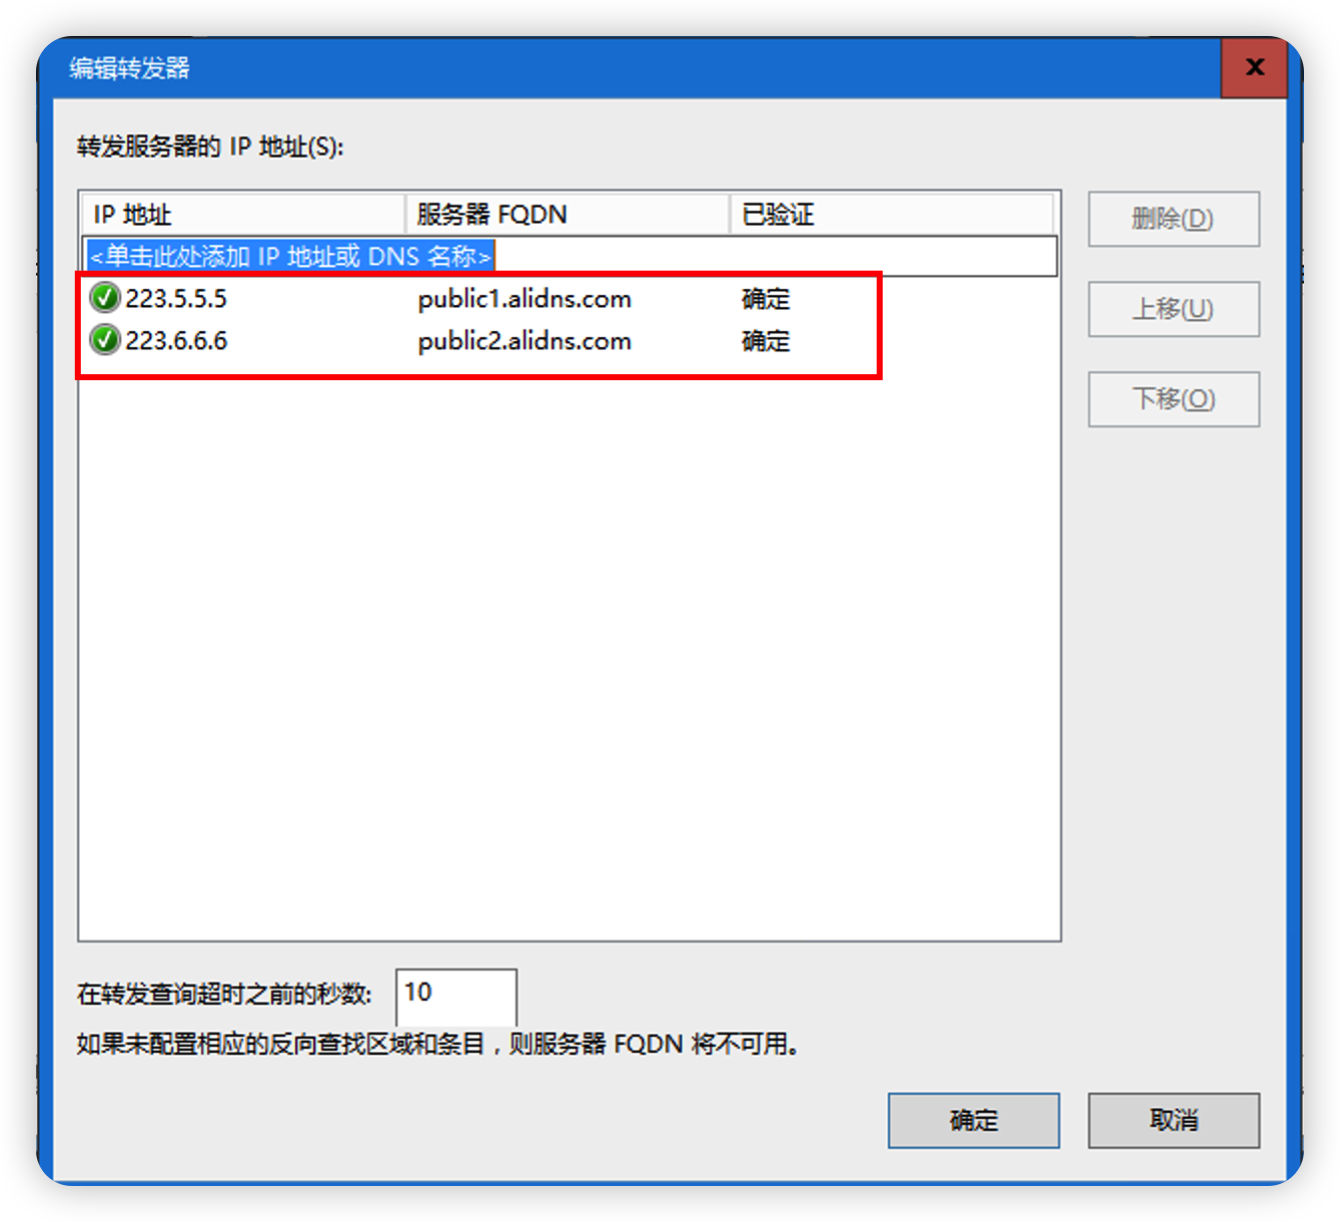 编辑转发器
转发服务器的 IP 地址(S):
IP 地址 服务器 FQDN 已验证
<单击此处添加 IP 地址或 DNS 名称>
223.5.5.5 public1.alidns.com 确定
223.6.6.6 public2.alidns.com 确定
删除(D)
上移(U)
下移(O)
在转发查询超时之前的秒数: 10
如果未配置相应的反向查找区域和条目，则服务器 FQDN 将不可用。
确定 取消